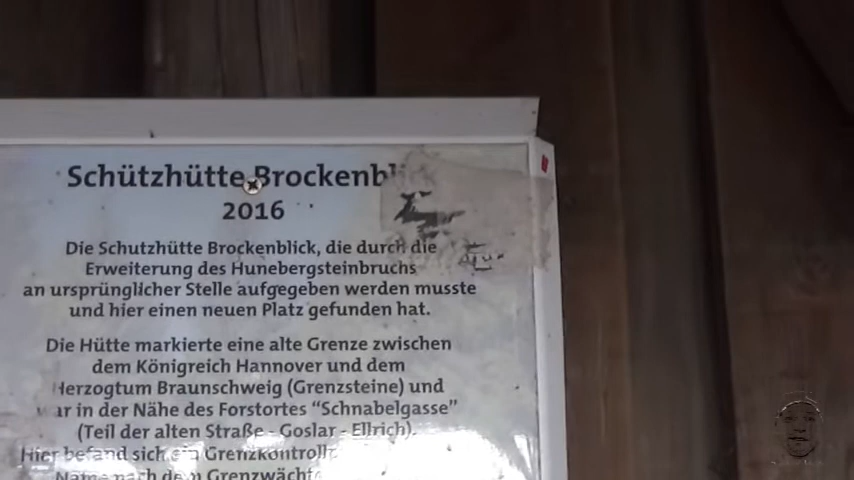 Schützhütte Brockenbli
2016
Die Schutzhütte Brockenblick, die durch die
Erweiterung des Hunebergsteinbruchs
an ursprünglicher Stelle aufgegeben werden musste
und hier einen neuen Platz gefunden hat.
Die Hütte markierte eine alte Grenze zwischen
dem Königreich Hannover und dem
Herzogtum Braunschweig (Grenzsteine) und
ar in der Nähe des Forstortes "Schnabelgasse"
(Teil der alten Straße - Goslar - Ellrich).
Hier befand sich ein Grenzkontroll
Name nach dem Grenzwächt